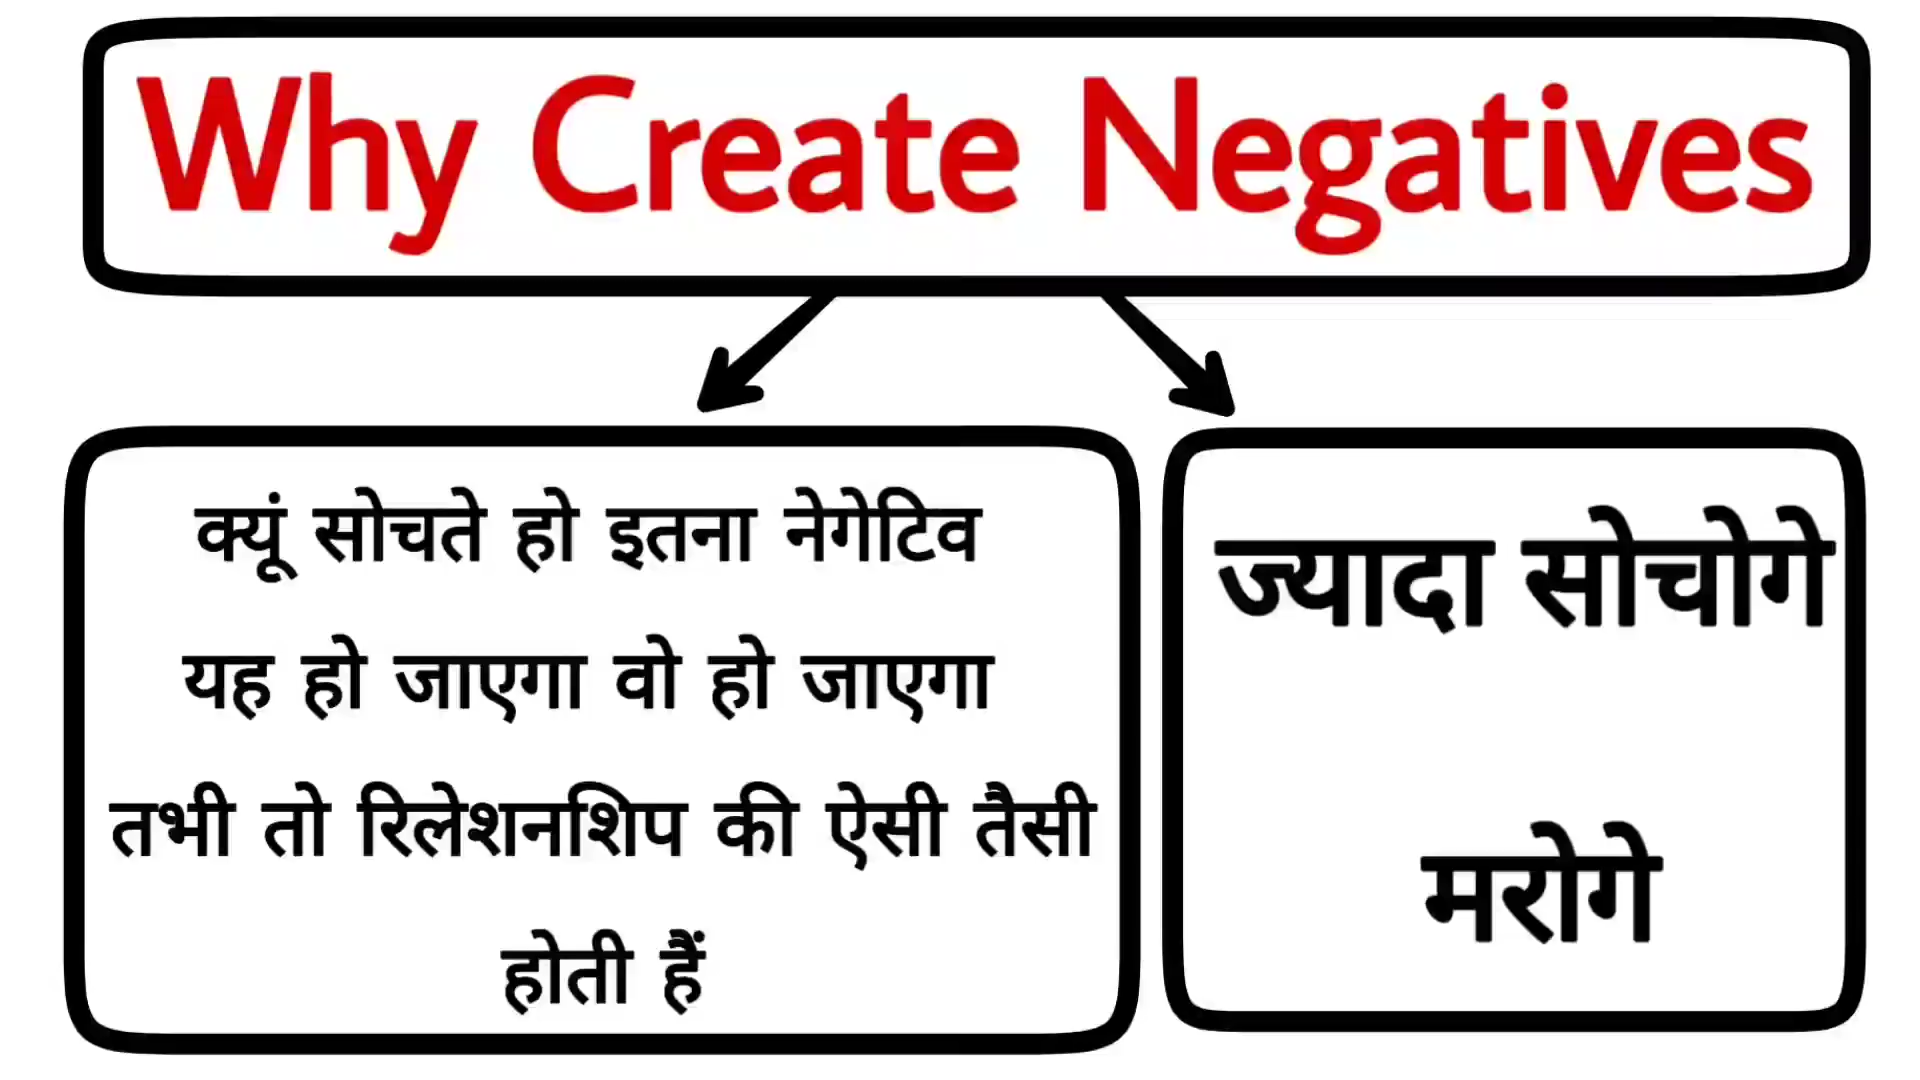 Why Create Negatives
क्यूं सोचते हो इतना नेगेटिव
यह हो जाएगा वो हो जाएगा
तभी तो रिलेशनशिप की ऐसी तैसी
होती हैं
ज्यादा सोचोगे
मरोगे